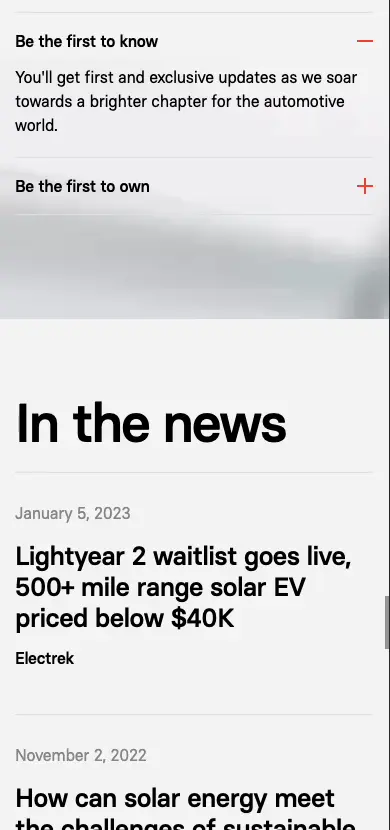 Be the first to know
You'll get first and exclusive updates as we soar
towards a brighter chapter for the automotive
world.
Be the first to own
In the news
January 5, 2023
Lightyear 2 waitlist goes live,
500+ mile range solar EV
priced below $40K
Electrek
November 2, 2022
How can solar energy meet
the challenges of sustainable